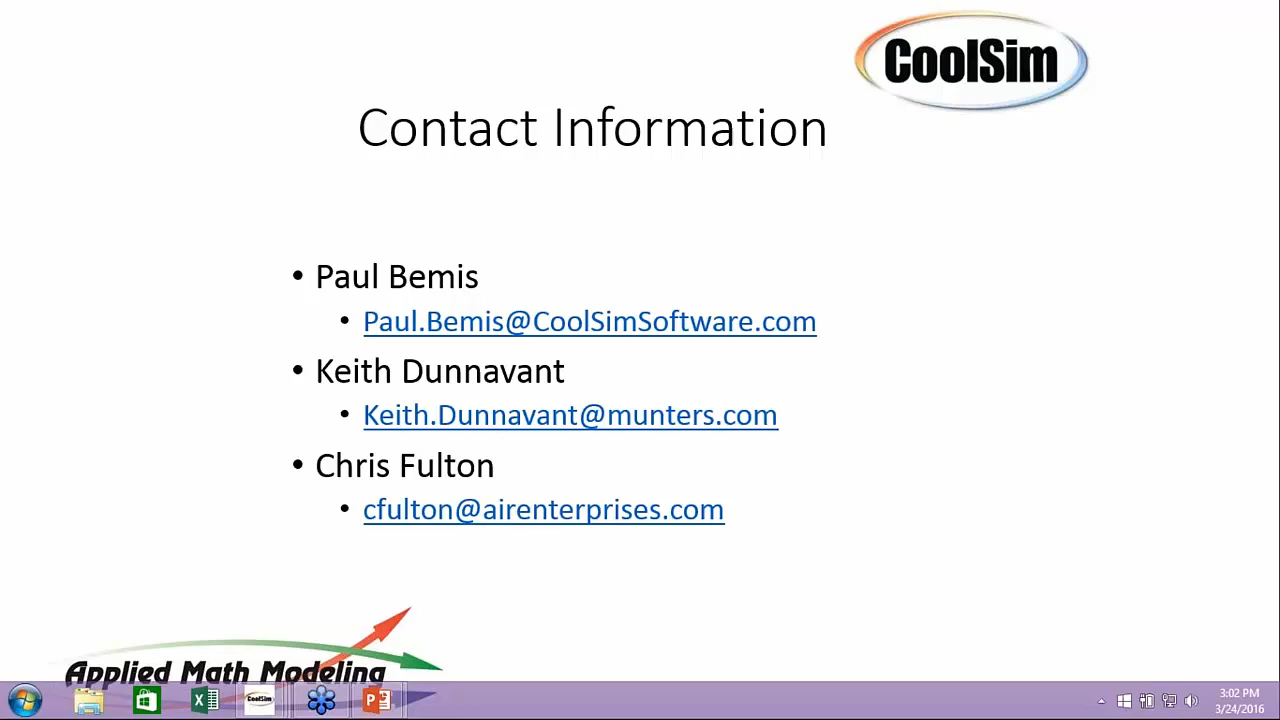 CoolSim
Contact Information
• Paul Bemis
• Paul.Bemis@CoolSimSoftware.com
• Keith Dunnavant
• Keith.Dunnavant@munters.com
• Chris Fulton
• cfulton@airenterprises.com
Applied Math Modeling
CoolSim
3:02 PM
3/24/2016